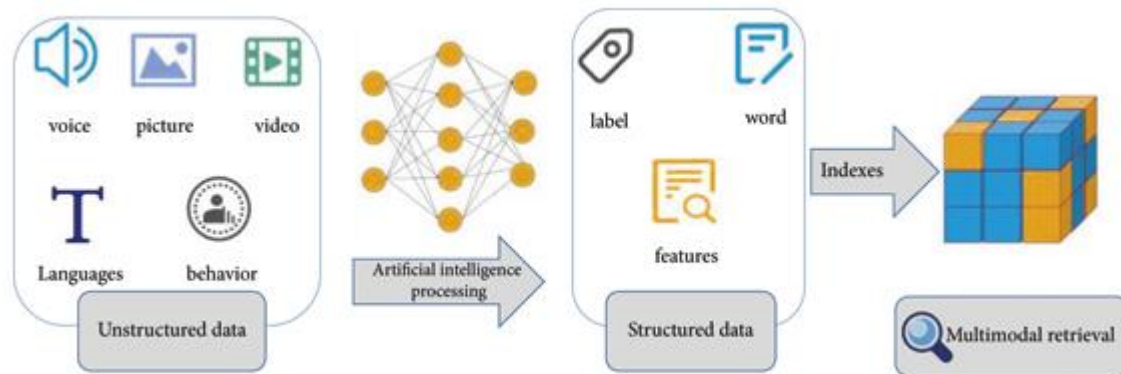 voice
picture
video
T
Languages
behavior
Unstructured data
Artificial intelligence
processing
label
word
features
Structured data
Indexes
Multimodal retrieval